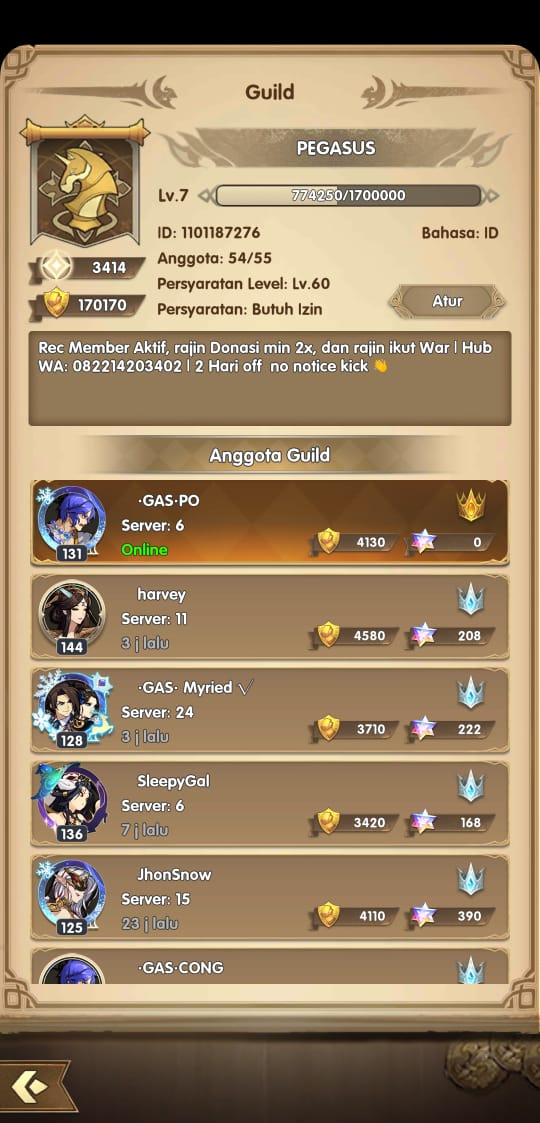 Guild
PEGASUS
Lv.7 774250/1700000
ID: 1101187276 Bahasa: ID
Anggota: 54/55
3414
Persyaratan Level: Lv.60
170170
Persyaratan: Butuh Izin
Atur
Rec Member Aktif, rajin Donasi min 2x, dan rajin ikut War | Hub
WA: 082214203402 | 2 Hari off no notice kick 👋
Anggota Guild
·GAS·PO
Server: 6
131 Online 4130 0
harvey
Server: 11
144 3 j lalu 4580 208
·GAS· Myried √
Server: 24
128 3 j lalu 3710 222
SleepyGal
Server: 6
136 7 j lalu 3420 168
JhonSnow
Server: 15
125 23 j lalu 4110 390
·GAS·CONG